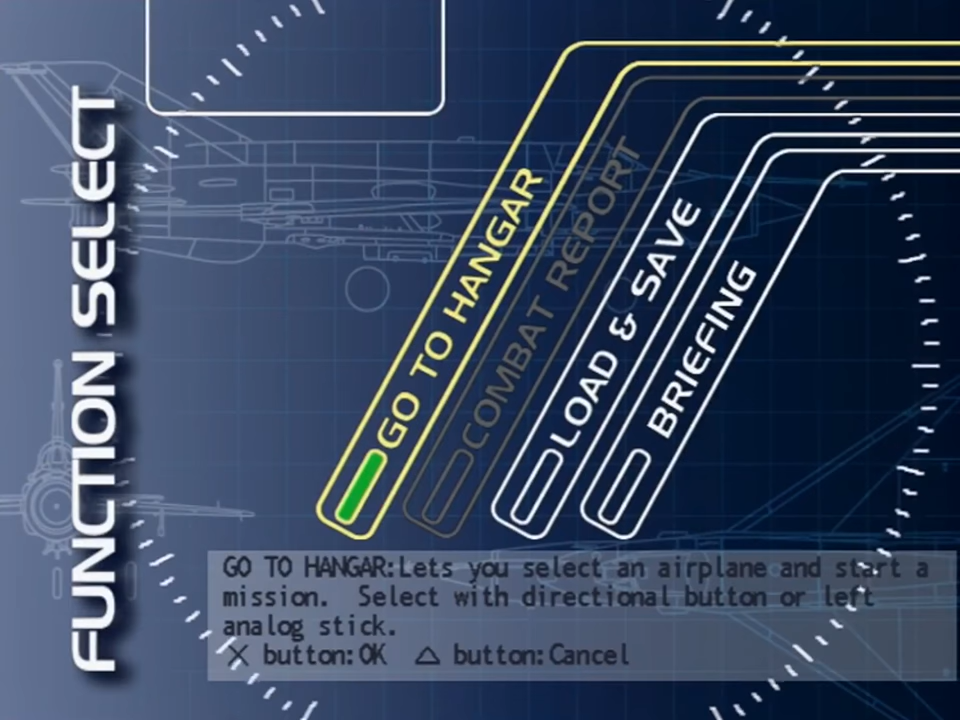 FUNCTION SELECT
GO TO HANGAR
COMBAT REPORT
LOAD & SAVE
BRIEFING
GO TO HANGAR:Lets you select an airplane and start a
mission.  Select with directional button or left
analog stick.
✕ button:OK  △ button:Cancel